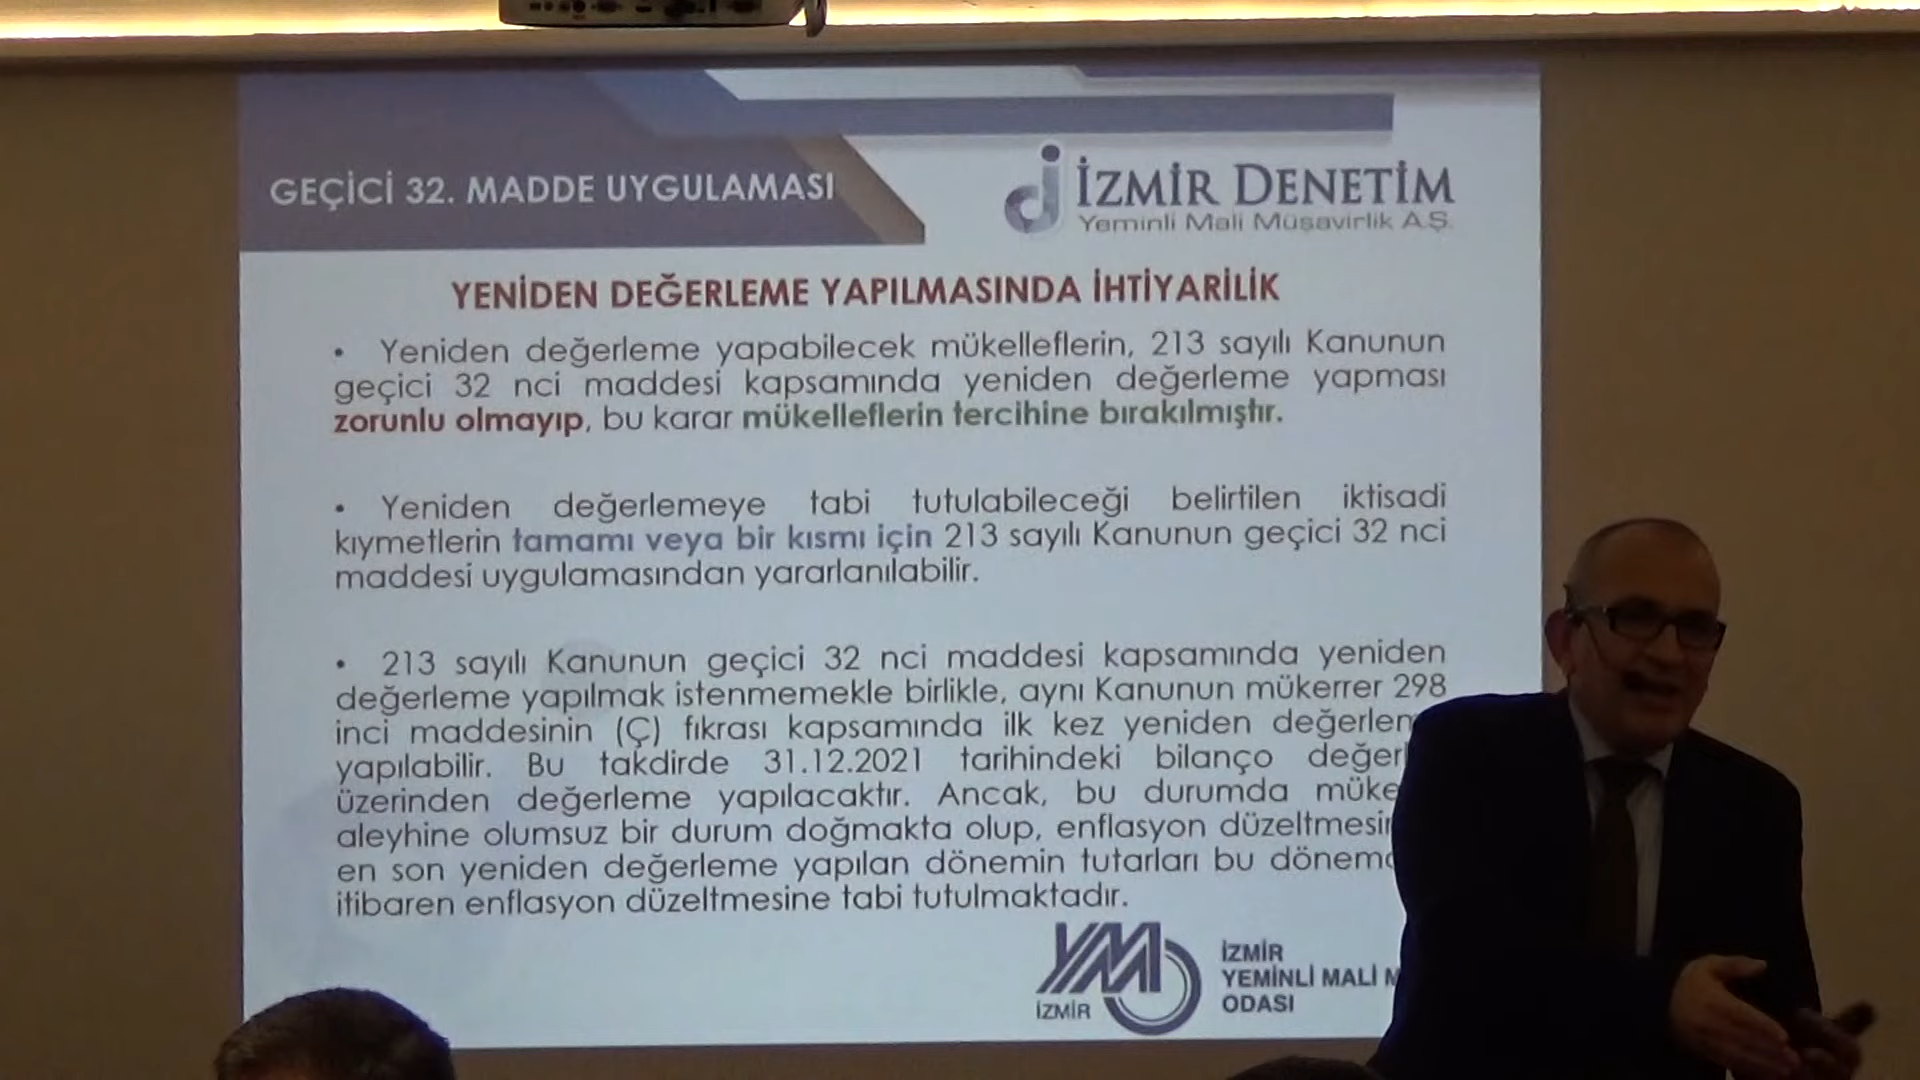 GEÇİCİ 32. MADDE UYGULAMASI
İZMİR DENETİM
Yeminli Mali Müşavirlik A.Ş.
YENİDEN DEĞERLEME YAPILMASINDA İHTİYARİLİK
• Yeniden değerleme yapabilecek mükelleflerin, 213 sayılı Kanunun
geçici 32 nci maddesi kapsamında yeniden değerleme yapması
zorunlu olmayıp, bu karar mükelleflerin tercihine bırakılmıştır.
• Yeniden değerlemeye tabi tutulabileceği belirtilen iktisadi
kıymetlerin tamamı veya bir kısmı için 213 sayılı Kanunun geçici 32 nci
maddesi uygulamasından yararlanılabilir.
• 213 sayılı Kanunun geçici 32 nci maddesi kapsamında yeniden
değerleme yapılmak istenmemekle birlikle, aynı Kanunun mükerrer 298
inci maddesinin (Ç) fıkrası kapsamında ilk kez yeniden
yapılabilir. Bu takdirde 31.12.2021 tarihindeki bilanço
üzerinden değerleme yapılacaktır. Ancak, bu durumda
aleyhine olumsuz bir durum doğmakta olup, enflasyon
en son yeniden değerleme yapılan dönemin tutarları bu
itibaren enflasyon düzeltmesine tabi tutulmaktadır.
YMM
İZMİR
İZMİR
YEMİNLİ MALİ
ODASI